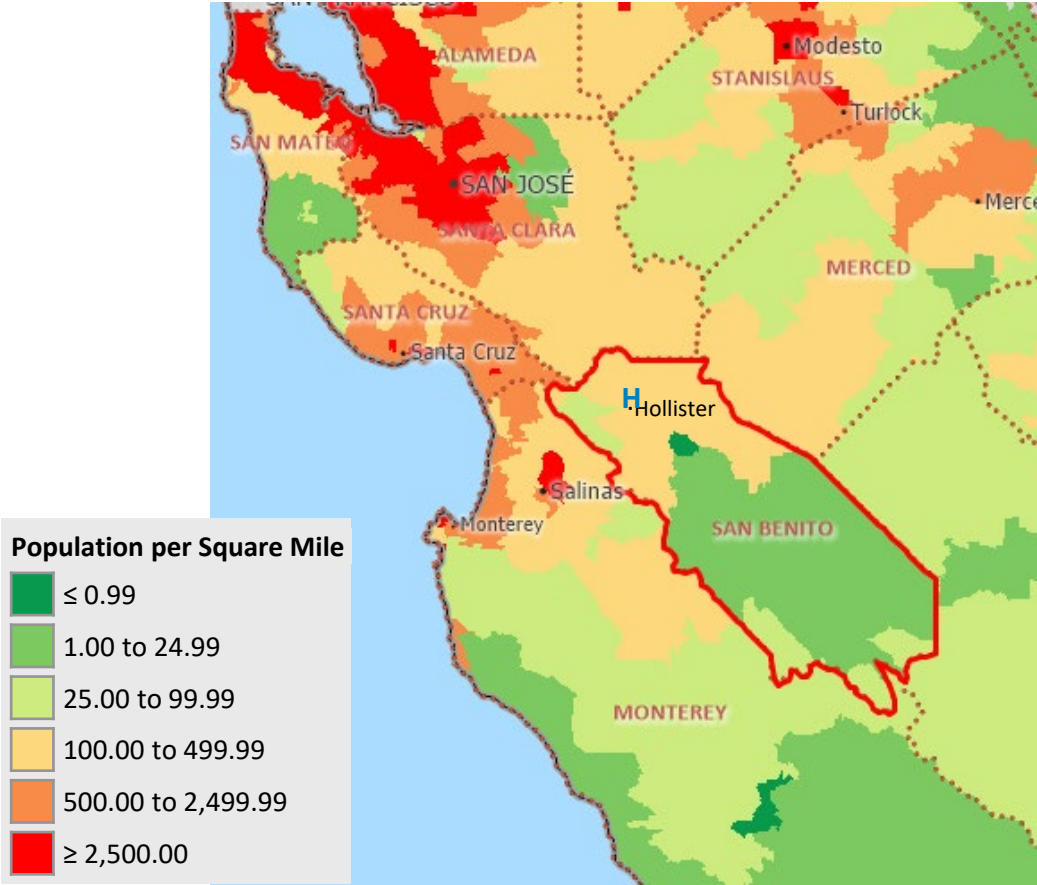 ALAMEDA
Modesto
STANISLAUS
Turlock
SAN MATEO
SAN JOSÉ
Merce
SANTA CLARA
MERCED
SANTA CRUZ
Santa Cruz
H
Hollister
Salinas
Monterey
SAN BENITO
MONTEREY
Population per Square Mile
≤ 0.99
1.00 to 24.99
25.00 to 99.99
100.00 to 499.99
500.00 to 2,499.99
≥ 2,500.00